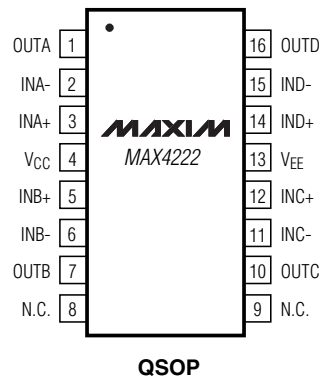 OUTA 1 16 OUTD
INA- 2 15 IND-
INA+ 3 MAXIM 14 IND+
VCC 4 MAX4222 13 VEE
INB+ 5 12 INC+
INB- 6 11 INC-
OUTB 7 10 OUTC
N.C. 8 9 N.C.
QSOP